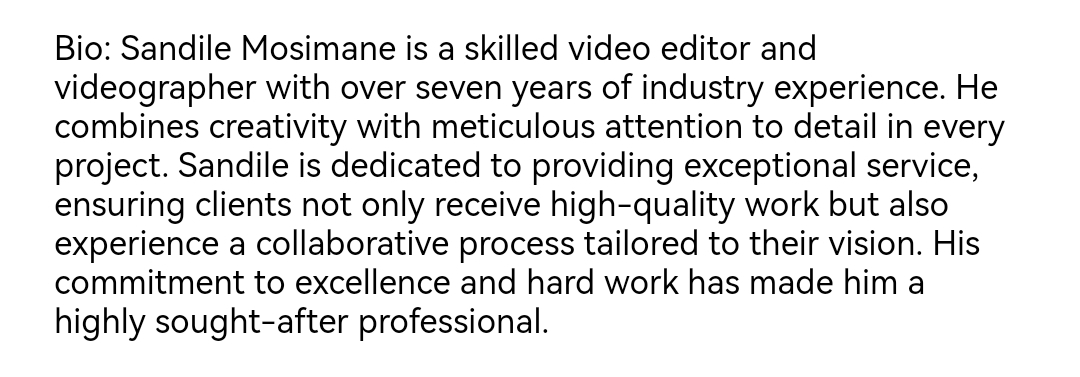 Bio: Sandile Mosimane is a skilled video editor and
videographer with over seven years of industry experience. He
combines creativity with meticulous attention to detail in every
project. Sandile is dedicated to providing exceptional service,
ensuring clients not only receive high-quality work but also
experience a collaborative process tailored to their vision. His
commitment to excellence and hard work has made him a
highly sought-after professional.